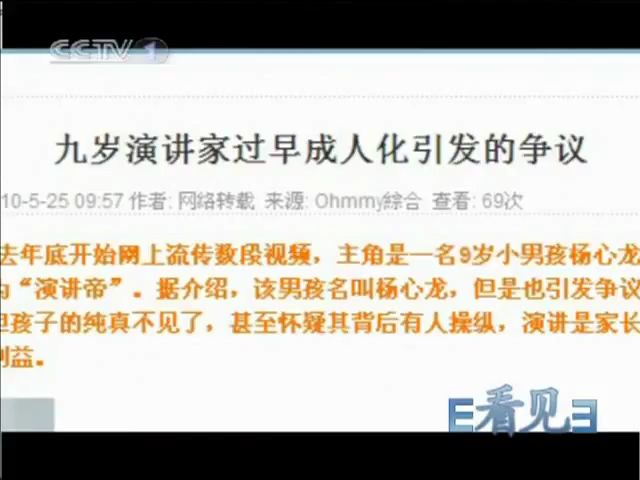 CCTV 1
九岁演讲家过早成人化引发的争议
10-5-25 09:57 作者: 网络转载 来源: Ohmmy綜合 查看: 69次
去年底开始网上流传数段视频，主角是一名9岁小男孩杨心龙
“演讲帝”。据介绍，该男孩名叫杨心龙，但是也引发争议
孩子的纯真不见了，甚至怀疑其背后有人操纵，演讲是家长
利益。
E看见E